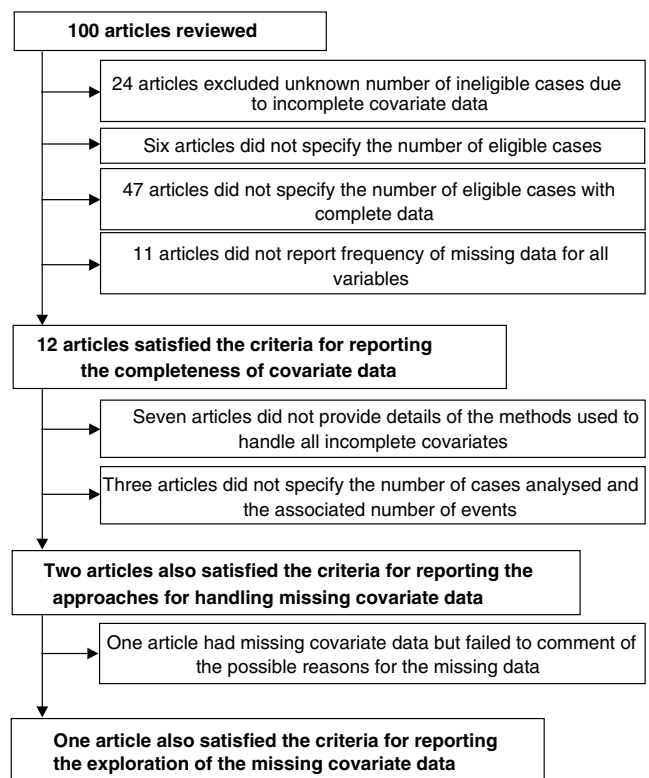 100 articles reviewed
24 articles excluded unknown number of ineligible cases due
to incomplete covariate data
Six articles did not specify the number of eligible cases
47 articles did not specify the number of eligible cases with
complete data
11 articles did not report frequency of missing data for all
variables
12 articles satisfied the criteria for reporting
the completeness of covariate data
Seven articles did not provide details of the methods used to
handle all incomplete covariates
Three articles did not specify the number of cases analysed and
the associated number of events
Two articles also satisfied the criteria for reporting the
approaches for handling missing covariate data
One article had missing covariate data but failed to comment of
the possible reasons for the missing data
One article also satisfied the criteria for reporting
the exploration of the missing covariate data